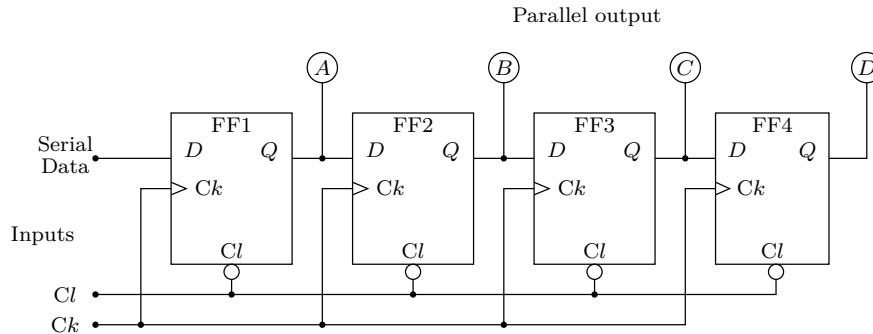 Parallel output
A B C D
FF1 FF2 FF3 FF4
Serial
Data
D Q D Q D Q D Q
Ck Ck Ck Ck
Inputs
Cl Cl Cl Cl
Cl
Ck